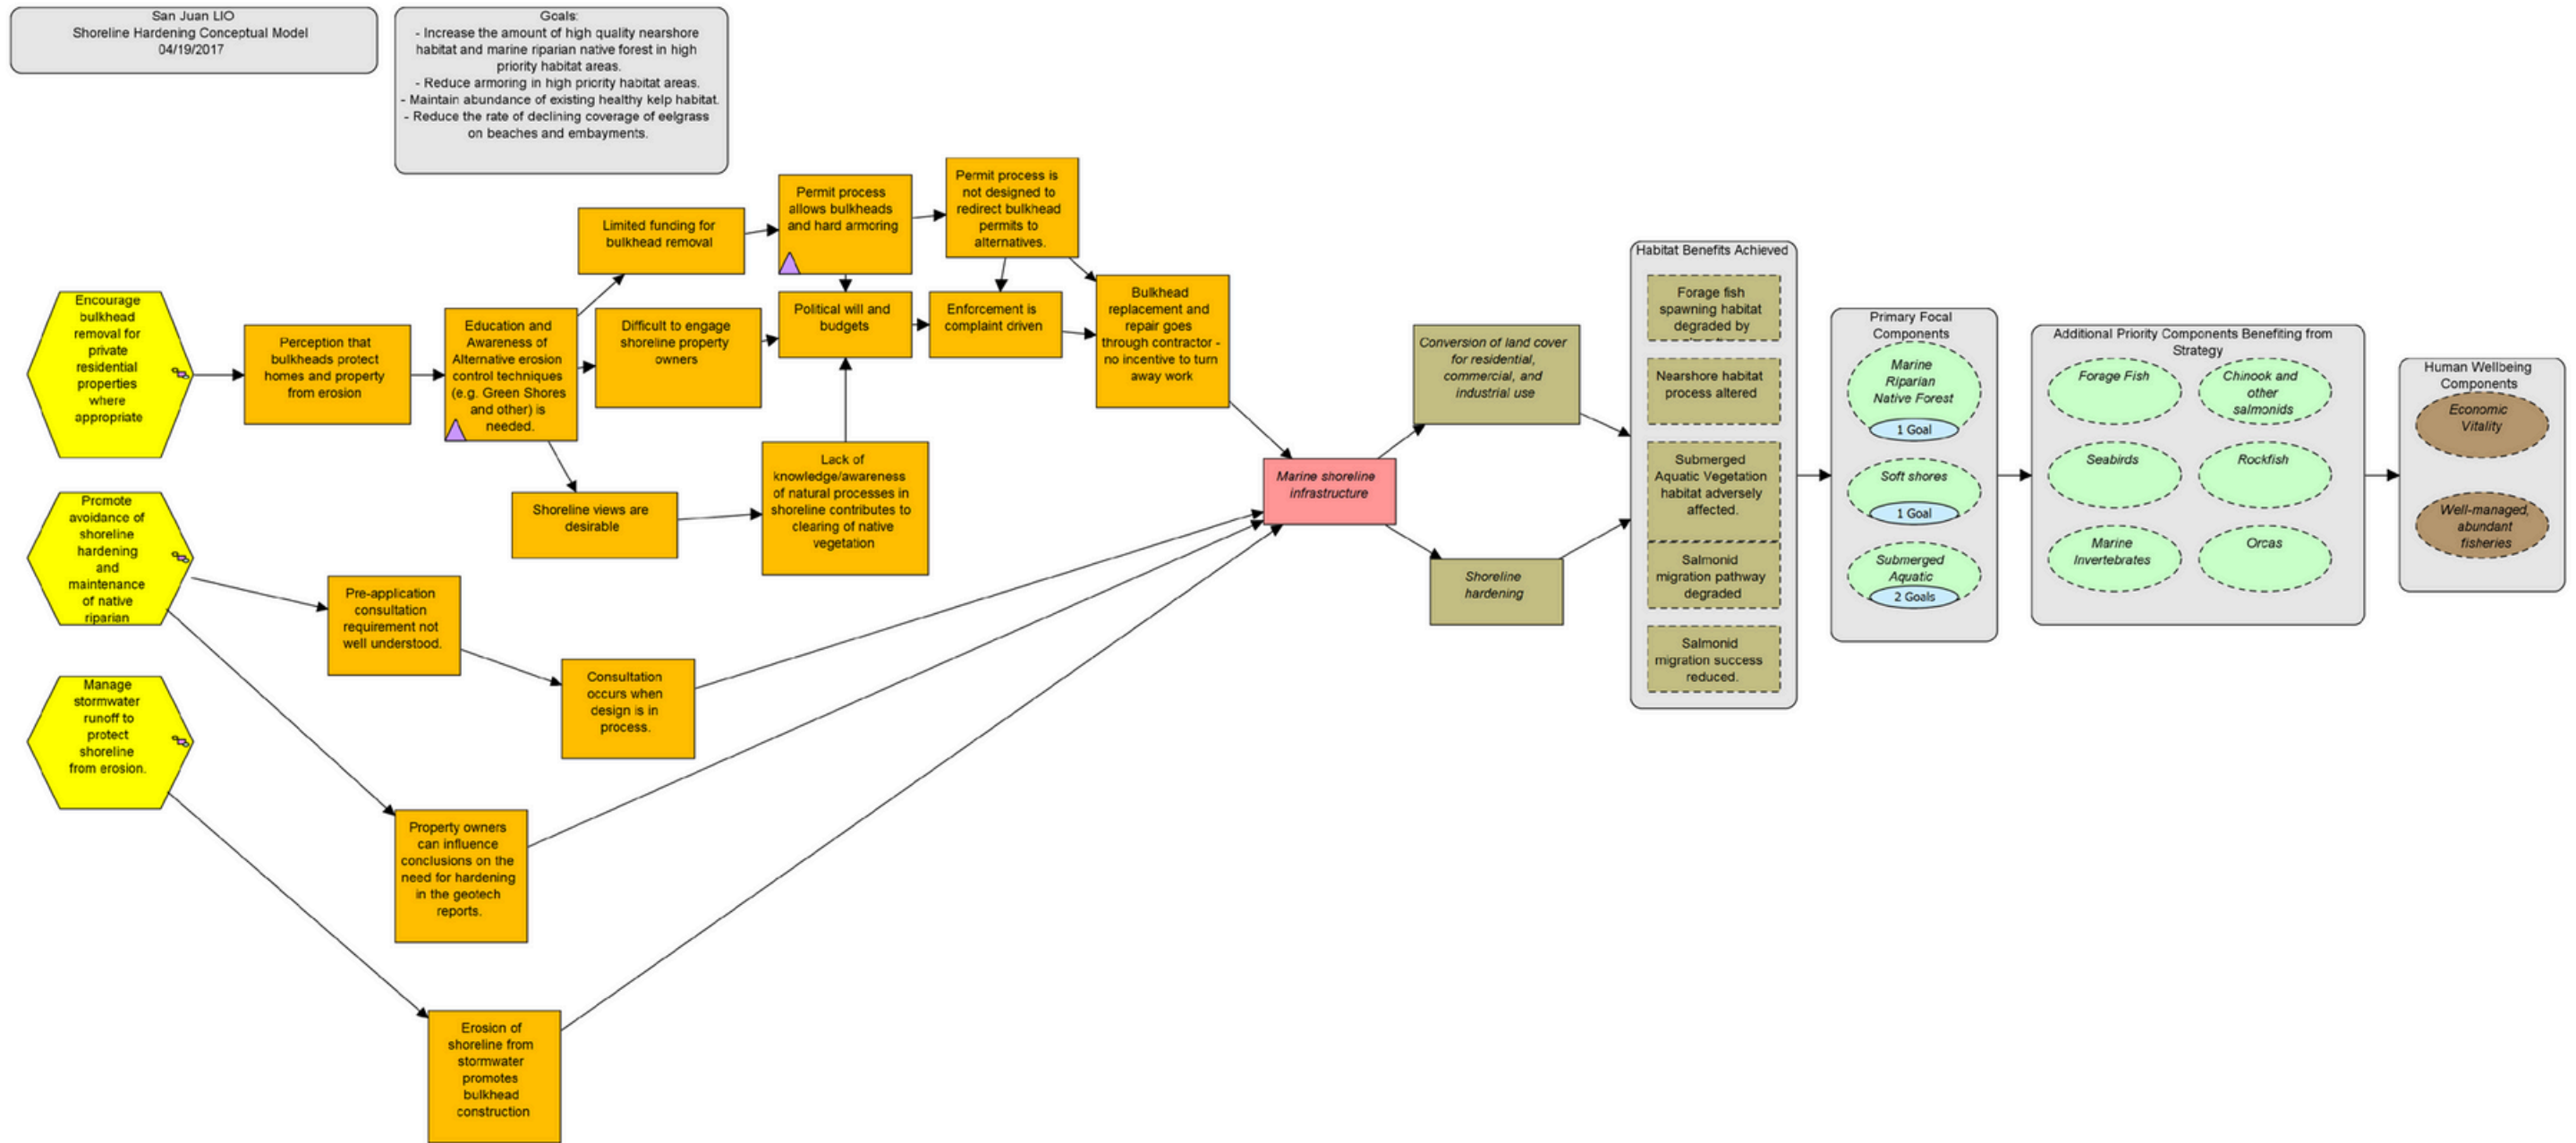 San Juan LIO
Shoreline Hardening Conceptual Model
04/19/2017
Goals:
- Increase the amount of high quality nearshore
habitat and marine riparian native forest in high
priority habitat areas.
- Reduce armoring in high priority habitat areas.
- Maintain abundance of existing healthy kelp habitat.
- Reduce the rate of declining coverage of eelgrass
on beaches and embayments.
Encourage
bulkhead
removal for
private
residential
properties
where
appropriate
Promote
avoidance of
shoreline
hardening
and
maintenance
of native
riparian
Manage
stormwater
runoff to
protect
shoreline
from erosion.
Perception that
bulkheads protect
homes and property
from erosion
Education and
Awareness of
Alternative erosion
control techniques
(e.g. Green Shores
and other) is
needed.
Limited funding for
bulkhead removal
Difficult to engage
shoreline property
owners
Shoreline views are
desirable
Permit process
allows bulkheads
and hard armoring
Political will and
budgets
Lack of
knowledge/awareness
of natural processes in
shoreline contributes to
clearing of native
vegetation
Permit process is
not designed to
redirect bulkhead
permits to
alternatives.
Enforcement is
complaint driven
Bulkhead
replacement and
repair goes
through contractor -
no incentive to turn
away work
Pre-application
consultation
requirement not
well understood.
Consultation
occurs when
design is in
process.
Property owners
can influence
conclusions on the
need for hardening
in the geotech
reports.
Erosion of
shoreline from
stormwater
promotes
bulkhead
construction
Marine shoreline
infrastructure
Conversion of land cover
for residential,
commercial, and
industrial use
Shoreline
hardening
Habitat Benefits Achieved
Forage fish
spawning habitat
degraded by
Nearshore habitat
process altered
Submerged
Aquatic Vegetation
habitat adversely
affected.
Salmonid
migration pathway
degraded
Salmonid
migration success
reduced.
Primary Focal
Components
Marine
Riparian
Native Forest
1 Goal
Soft shores
1 Goal
Submerged
Aquatic
2 Goals
Additional Priority Components Benefiting from
Strategy
Forage Fish
Chinook and
other
salmonids
Seabirds
Rockfish
Marine
Invertebrates
Orcas
Human Wellbeing
Components
Economic
Vitality
Well-managed,
abundant
fisheries